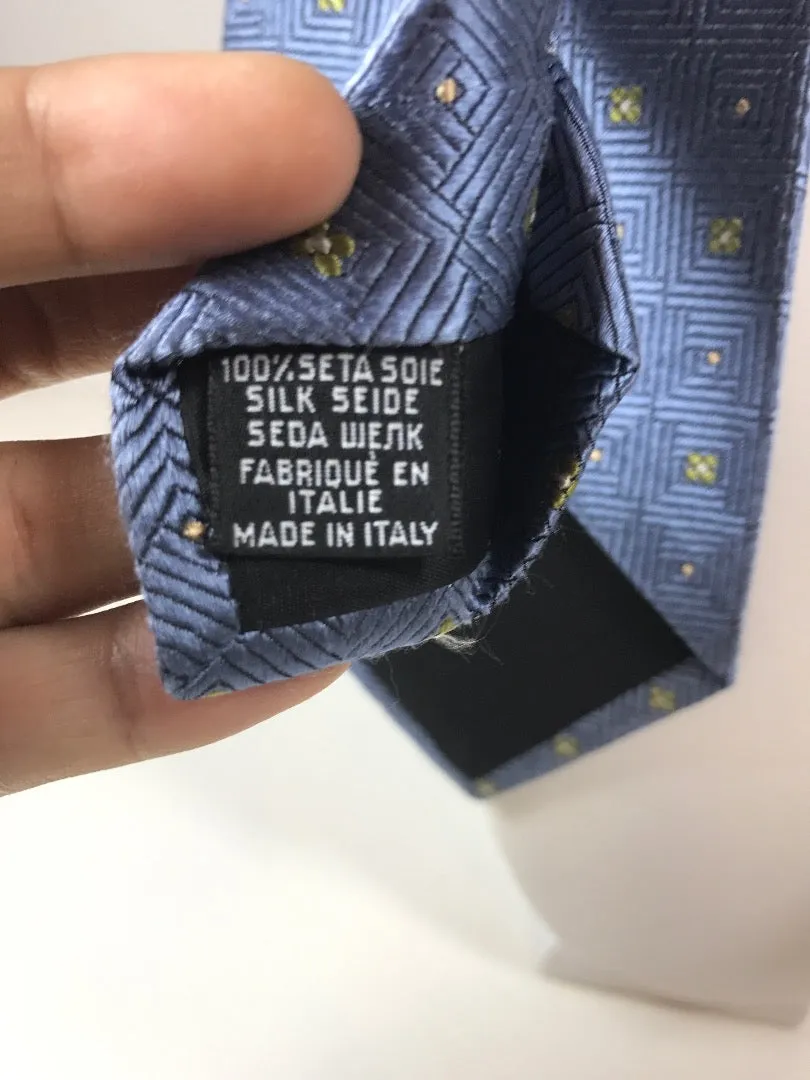 100% SETA SOIE
SILK SEIDE
SEDA ШЕЛК
FABRIQUÉ EN
ITALIE
MADE IN ITALY